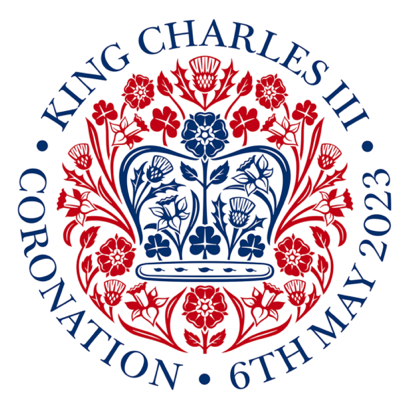 • KING CHARLES III •
CORONATION • 6TH MAY 2023